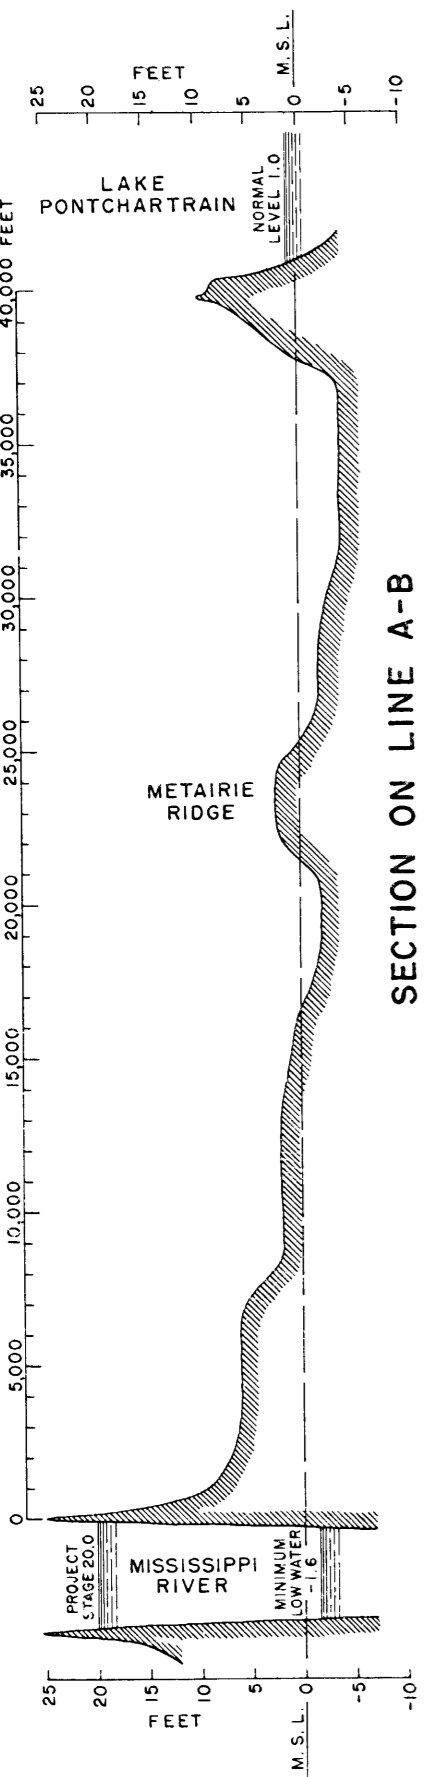 25
20
15
10
5
0
-5
-10
FEET
M. S. L.
LAKE
PONTCHARTRAIN
NORMAL
LEVEL 1.0
40,000 FEET
35,000
30,000
25,000
20,000
15,000
10,000
5,000
0
METAIRIE
RIDGE
SECTION ON LINE A-B
PROJECT
STAGE 20.0
MISSISSIPPI
RIVER
MINIMUM
LOW WATER
-1.6
25
20
15
10
5
0
-5
-10
FEET
M. S. L.